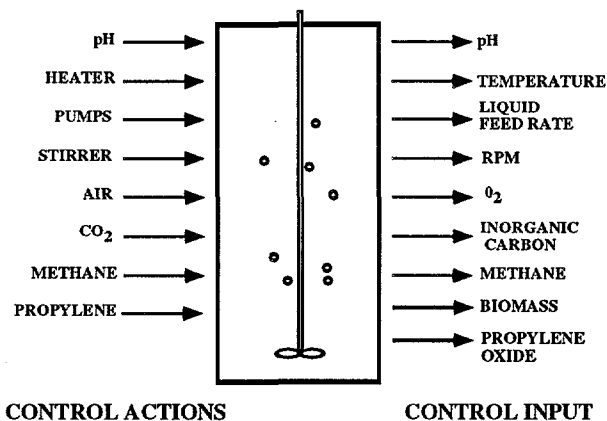 pH
HEATER
PUMPS
STIRRER
AIR
CO2
METHANE
PROPYLENE
pH
TEMPERATURE
LIQUID
FEED RATE
RPM
02
INORGANIC
CARBON
METHANE
BIOMASS
PROPYLENE
OXIDE
CONTROL ACTIONS
CONTROL INPUT